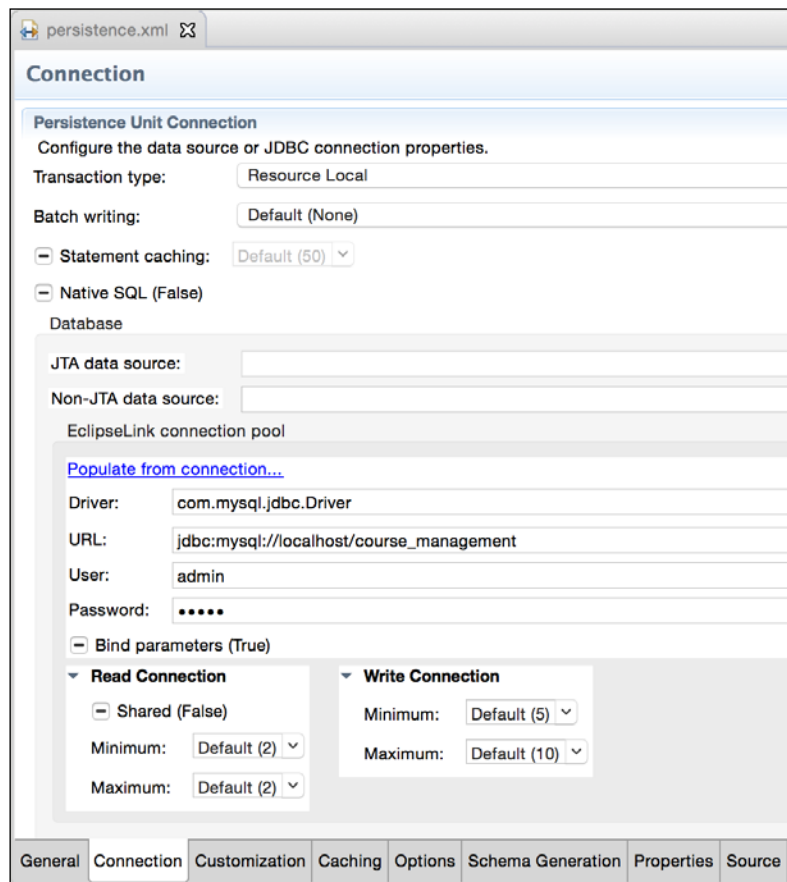 persistence.xml
Connection
Persistence Unit Connection
Configure the data source or JDBC connection properties.
Transaction type: Resource Local
Batch writing: Default (None)
Statement caching: Default (50)
Native SQL (False)
Database
JTA data source:
Non-JTA data source:
EclipseLink connection pool
Populate from connection...
Driver: com.mysql.jdbc.Driver
URL: jdbc:mysql://localhost/course_management
User: admin
Password: •••••
Bind parameters (True)
Read Connection Write Connection
Shared (False)
Minimum: Default (5)
Minimum: Default (2)
Maximum: Default (10)
Maximum: Default (2)
General Connection Customization Caching Options Schema Generation Properties Source